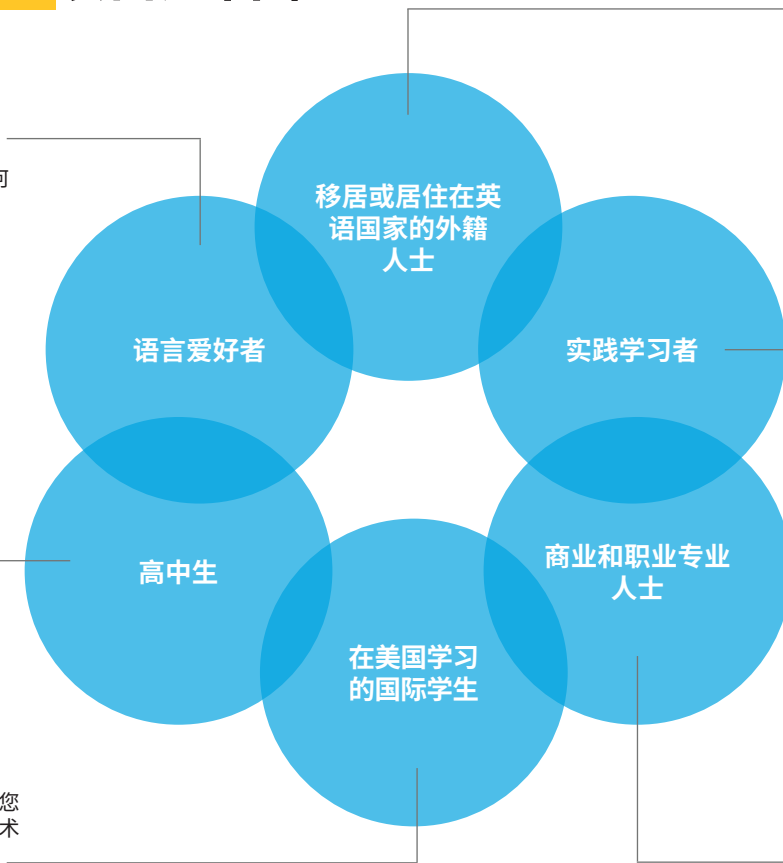 移居或居住在英
语国家的外籍
人士
语言爱好者
实践学习者
高中生
商业和职业专业
人士
在美国学习
的国际学生
您
术